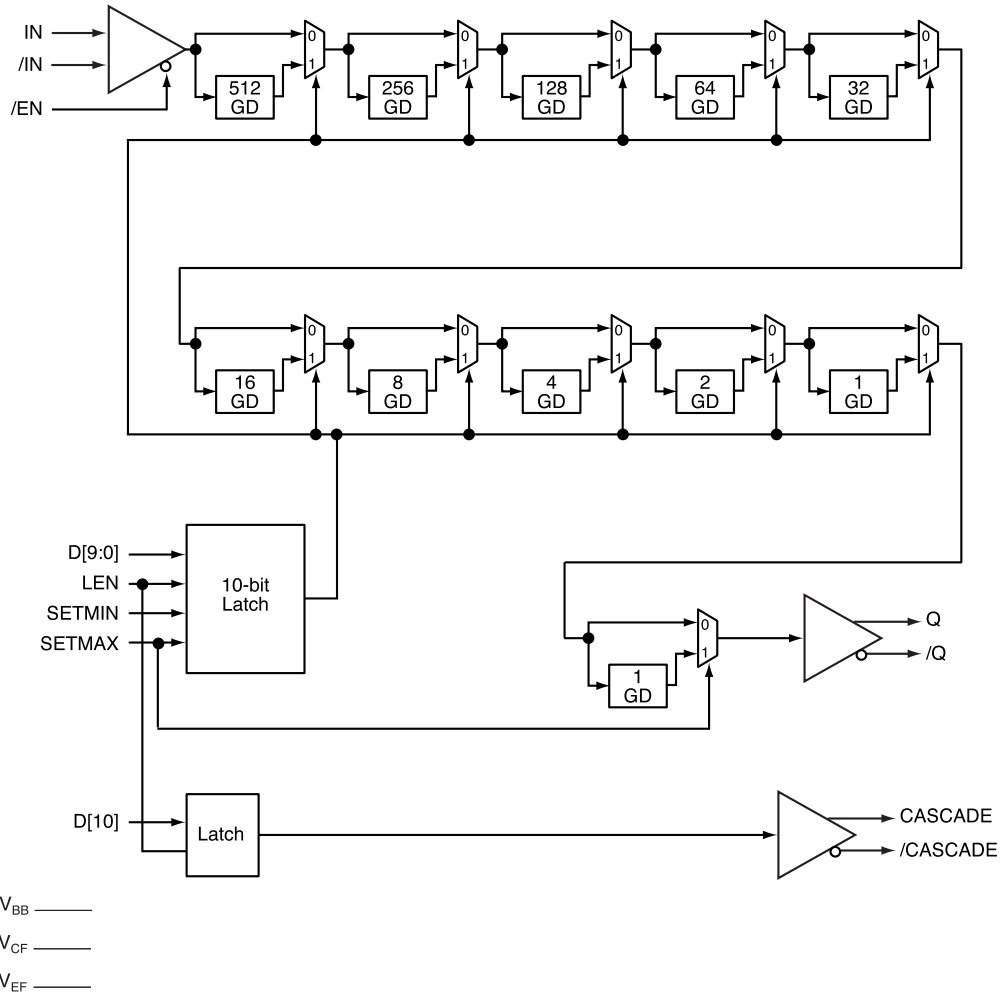 IN
/IN
/EN
0
1
512
GD
0
1
256
GD
0
1
128
GD
0
1
64
GD
0
1
32
GD
0
1
16
GD
0
1
8
GD
0
1
4
GD
0
1
2
GD
0
1
1
GD
D[9:0]
LEN
SETMIN
SETMAX
10-bit
Latch
0
1
1
GD
Q
/Q
D[10]
Latch
CASCADE
/CASCADE
VBB
VCF
VEF